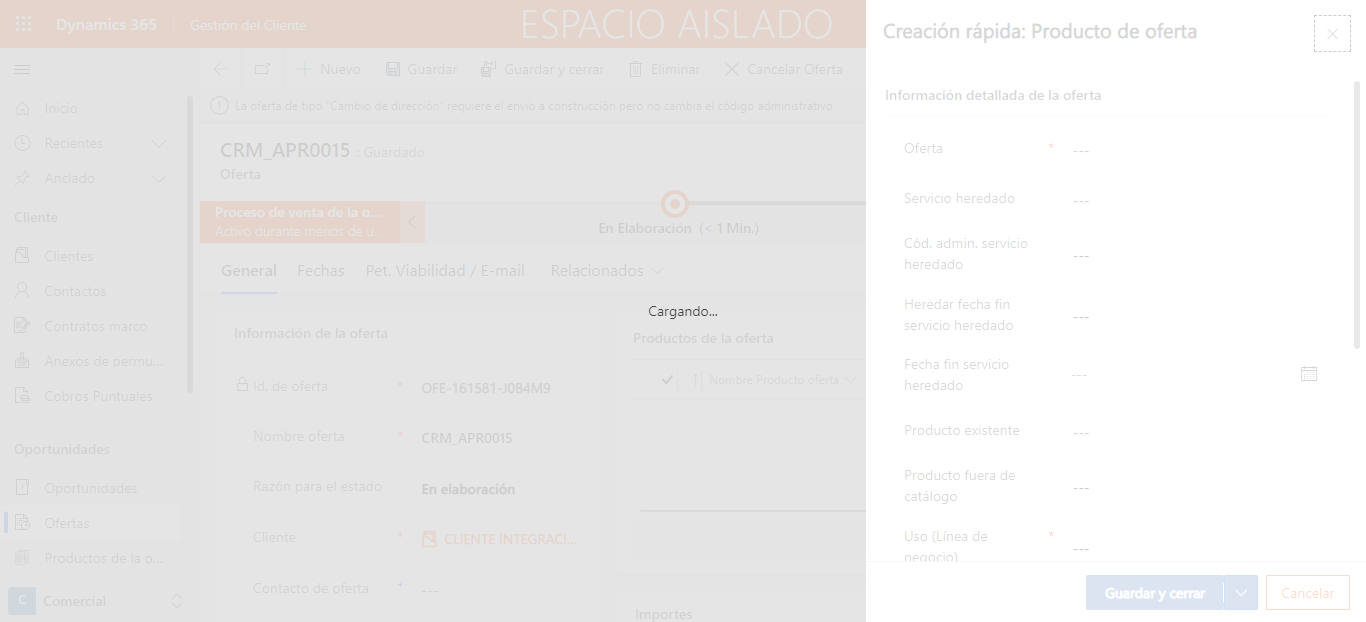 Dynamics 365
Gestión del Cliente
ESPACIO AISLADO
Nuevo
Guardar
Guardar y cerrar
Eliminar
Cancelar Oferta
La oferta de tipo "Cambio de dirección" requiere el envio a construcción pero no cambia el código administrativo
Inicio
Recientes
Anclado
Cliente
Clientes
Contactos
Contratos marco
Anexos de permu...
Cobros Puntuales
Oportunidades
Oportunidades
Ofertas
Productos de la o...
C
Comercial
CRM_APR0015 : Guardado
Oferta
Proceso de venta de la o...
Activo durante menos de u...
En Elaboración (< 1 Min.)
General
Fechas
Pet. Viabilidad / E-mail
Relacionados
Cargando...
Información de la oferta
Id. de oferta
*
OFE-161581-J0B4M9
Nombre oferta
*
CRM_APR0015
Razón para el estado
En elaboración
Cliente
*
CLIENTE INTEGRACI...
Contacto de oferta
+
---
Productos de la oferta
Nombre Producto oferta
Importes
Creación rápida: Producto de oferta
Información detallada de la oferta
Oferta
*
---
Servicio heredado
---
Cód. admin. servicio
heredado
---
Heredar fecha fin
servicio heredado
---
Fecha fin servicio
heredado
---
Producto existente
---
Producto fuera de
catálogo
---
Uso (Línea de
negocio)
*
---
Guardar y cerrar
Cancelar